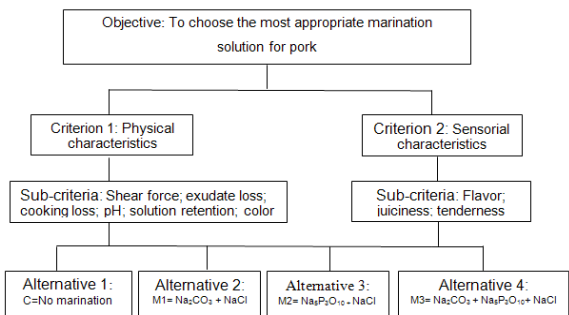 Objective: To choose the most appropriate marination
solution for pork
Criterion 1: Physical
characteristics
Criterion 2: Sensorial
characteristics
Sub-criteria: Shear force; exudate loss;
cooking loss; pH; solution retention; color
Sub-criteria: Flavor;
juiciness; tenderness
Alternative 1:
C=No marination
Alternative 2:
M1= Na₂CO₃ + NaCl
Alternative 3:
M2= Na₅P₃O₁₀ + NaCl
Alternative 4:
M3= Na₂CO₃ + Na₅P₃O₁₀+ NaCl